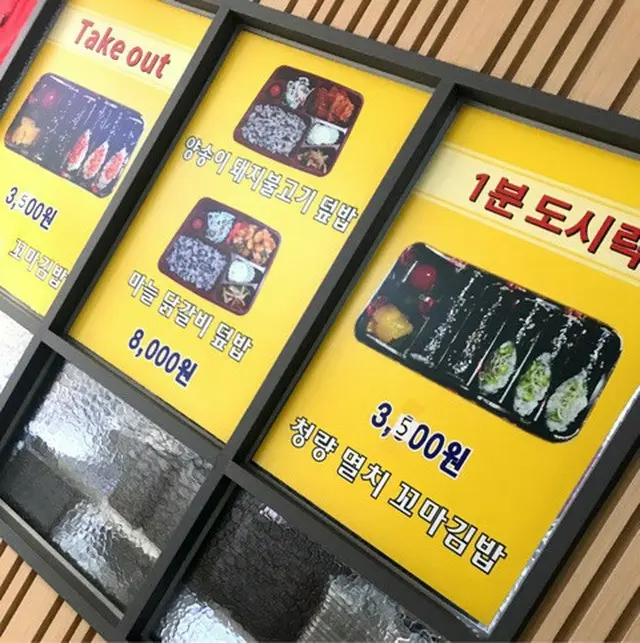 Take out
3,500원
꼬마김밥
양송이 돼지불고기 덮밥
마늘 닭갈비 덮밥
8,000원
1분 도시락
3,500원
청량 멸치 꼬마김밥